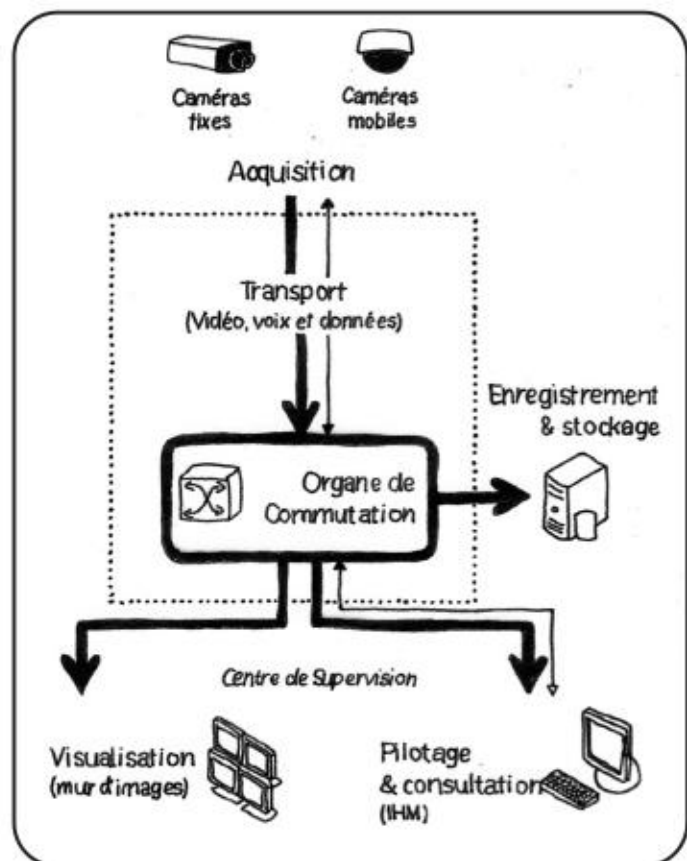 Caméras
fixes
Caméras
mobiles
Acquisition
Transport
(Vidéo, voix et données)
Enregistrement
& stockage
Organe de
Commutation
Centre de Supervision
Visualisation
(mur d'images)
Pilotage
& consultation
(IHM)